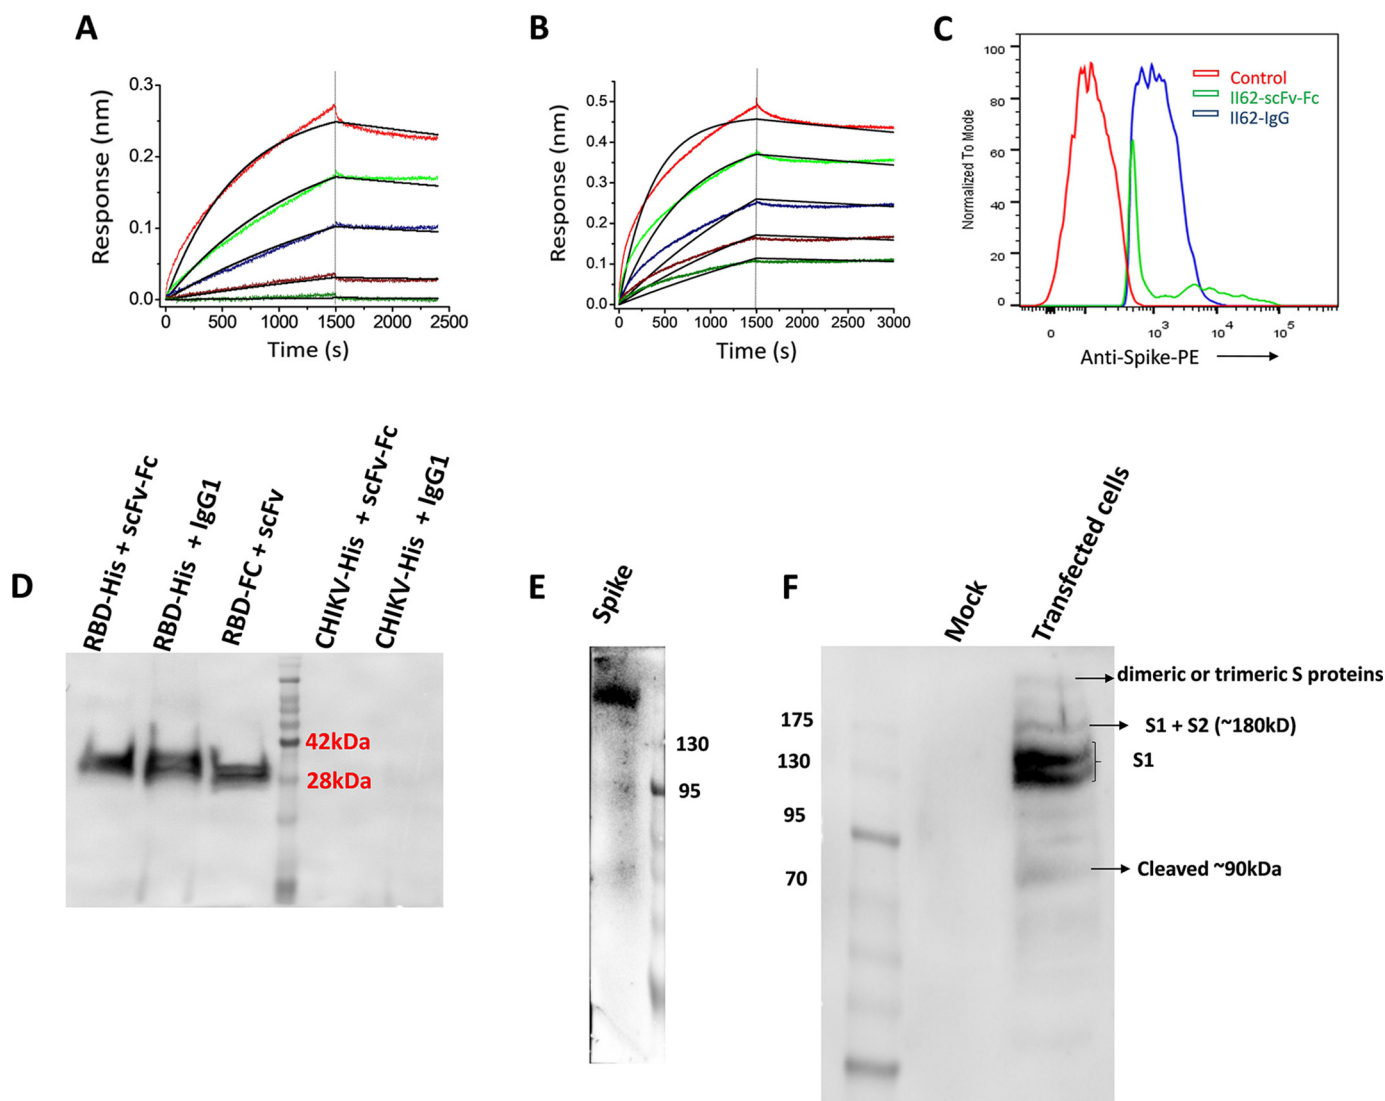 A
0.3
0.2
0.1
0.0
Response (nm)
0 500 1000 1500 2000 2500
Time (s)
B
0.5
0.4
0.3
0.2
0.1
0.0
Response (nm)
0 500 1000 1500 2000 2500 3000
Time (s)
C
100
80
60
40
20
0
Normalized To Mode
Control
II62-scFv-Fc
II62-IgG
0 10³ 10⁴ 10⁵
Anti-Spike-PE
D
RBD-His + scFv-Fc
RBD-His + IgG1
RBD-FC + scFv
CHIKV-His + scFv-Fc
CHIKV-His + IgG1
42kDa
28kDa
E
Spike
130
95
F
Mock
Transfected cells
175
130
95
70
dimeric or trimeric S proteins
S1 + S2 (~180kD)
S1
Cleaved ~90kDa